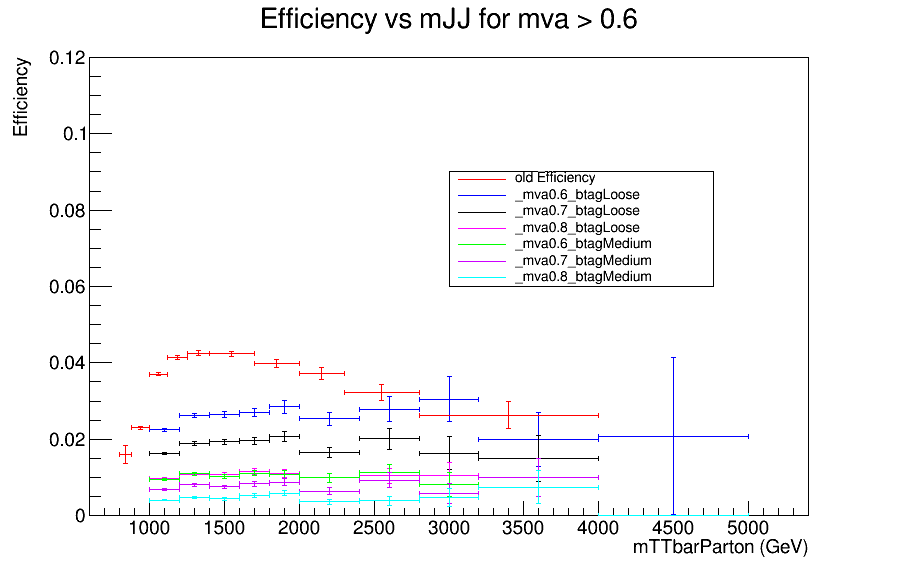 Efficiency vs mJJ for mva > 0.6
Efficiency
0.12
0.1
0.08
0.06
0.04
0.02
0
old Efficiency
_mva0.6_btagLoose
_mva0.7_btagLoose
_mva0.8_btagLoose
_mva0.6_btagMedium
_mva0.7_btagMedium
_mva0.8_btagMedium
1000 1500 2000 2500 3000 3500 4000 4500 5000
mTTbarParton (GeV)